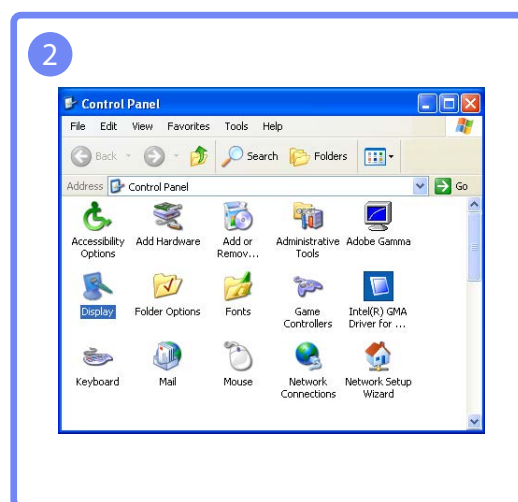 2
Control Panel
File Edit View Favorites Tools Help
Back Search Folders
Address Control Panel Go
Accessibility Options
Add Hardware
Add or Remov...
Administrative Tools
Adobe Gamma
Display
Folder Options
Fonts
Game Controllers
Intel(R) GMA Driver for ...
Keyboard
Mail
Mouse
Network Connections
Network Setup Wizard